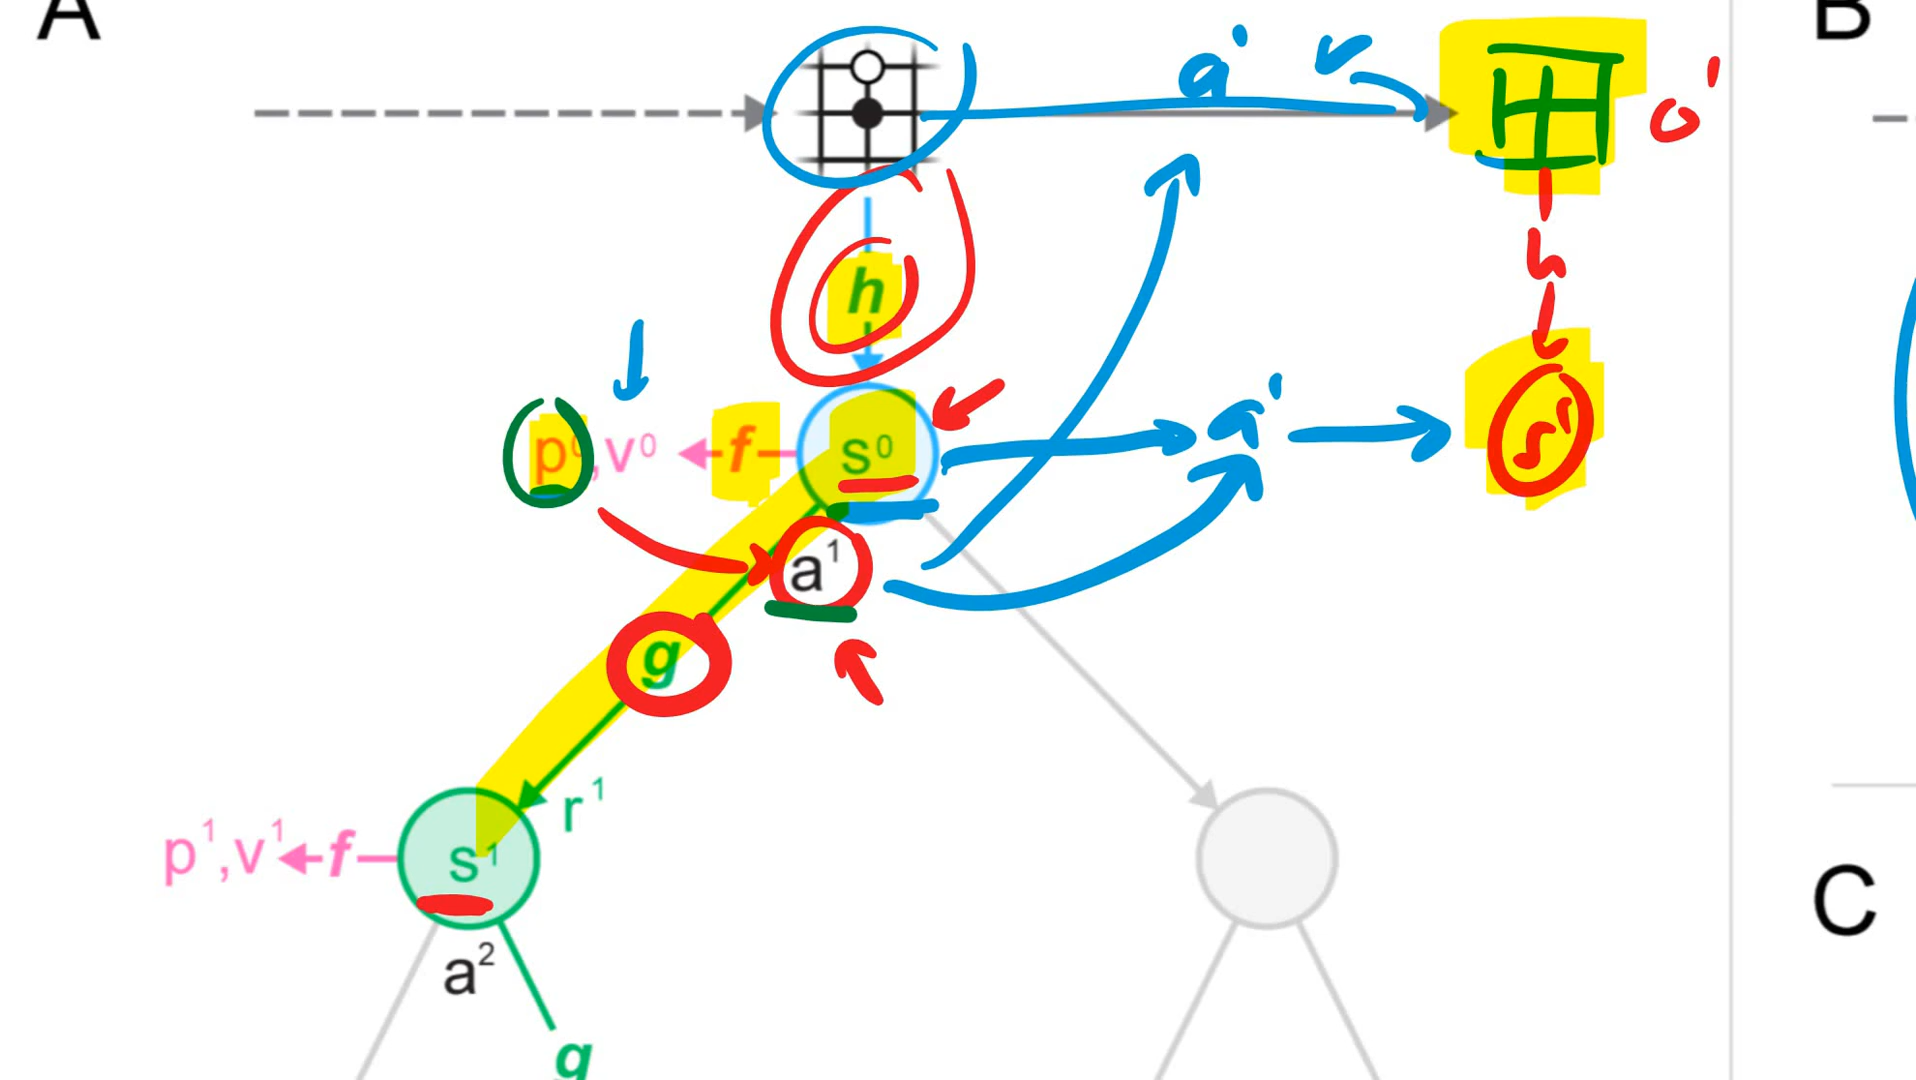 A
B
a'
o'
h
h
p⁰,v⁰
f
s⁰
a'
s'
a¹
g
r¹
p¹,v¹
f
s¹
C
a²
g